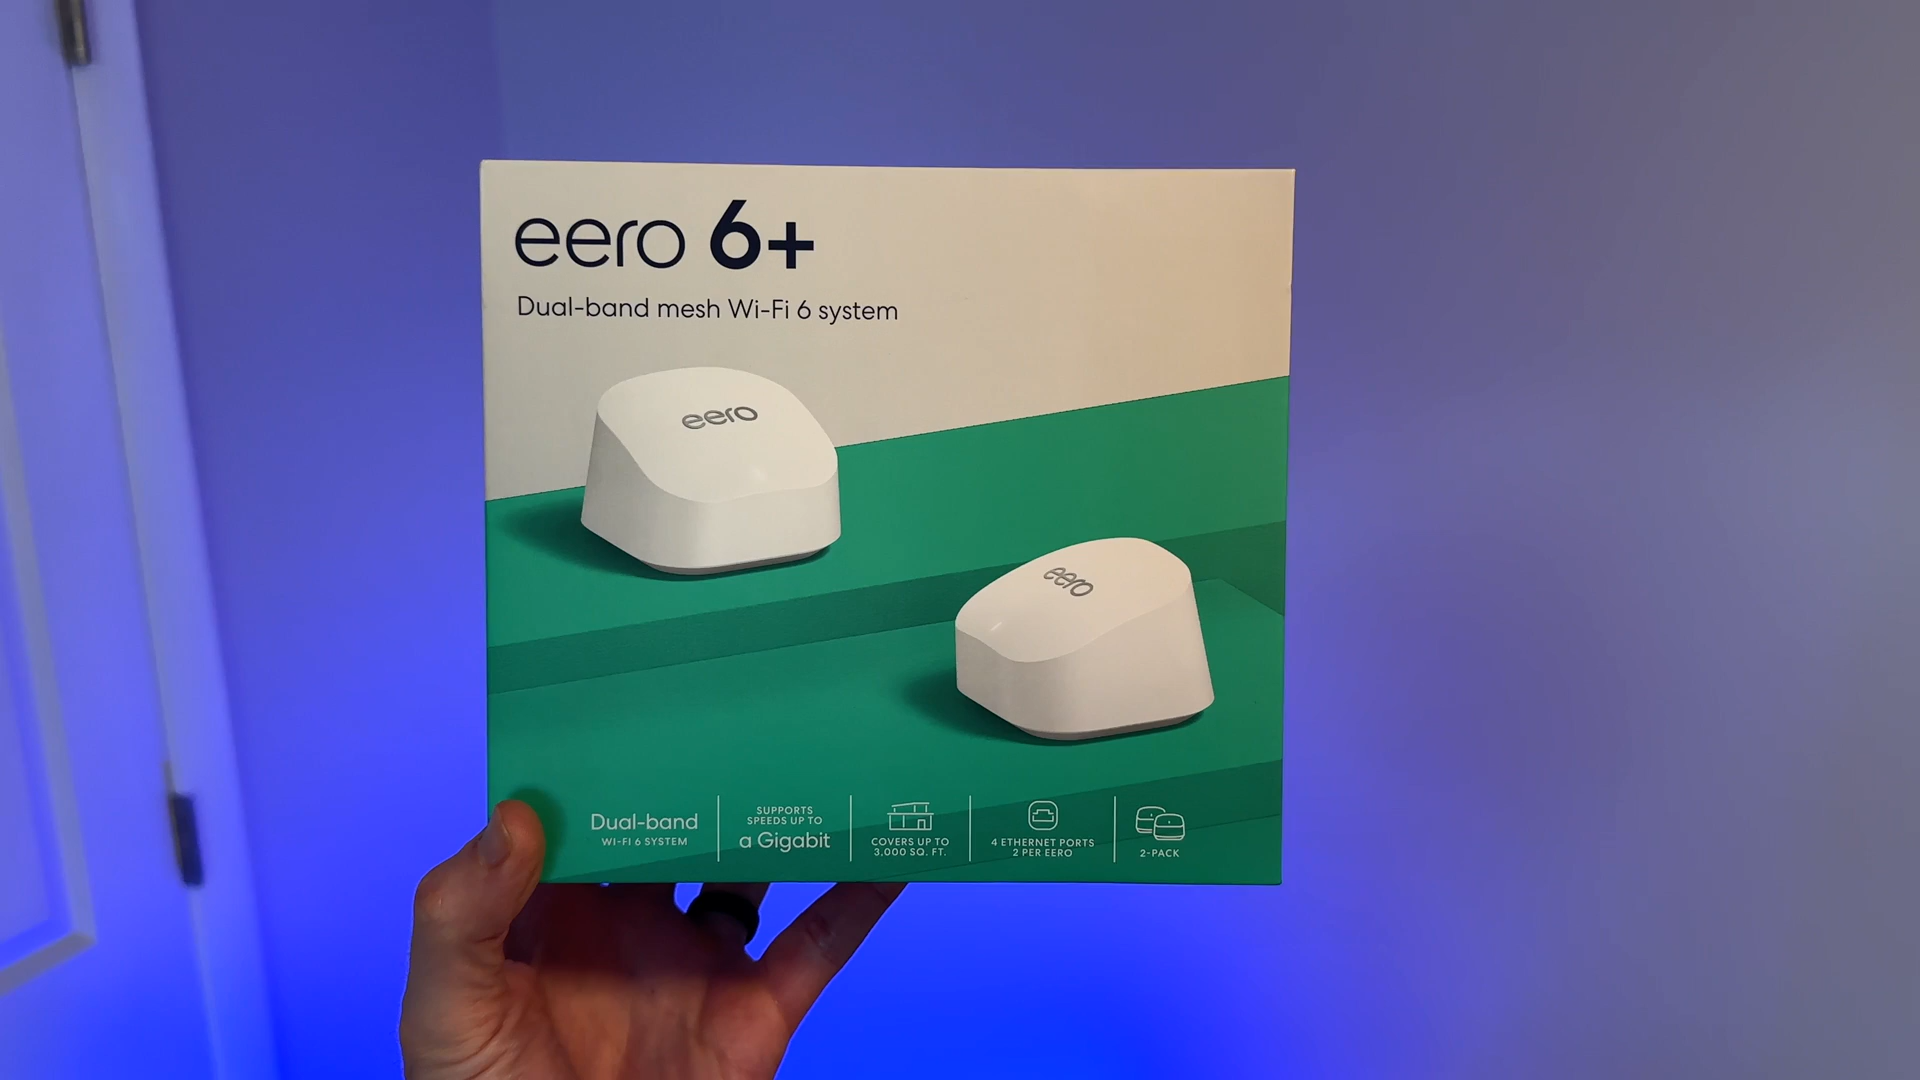 eero 6+
Dual-band mesh Wi-Fi 6 system
eero
eero
Dual-band
WI-FI 6 SYSTEM
SUPPORTS
SPEEDS UP TO
a Gigabit
COVERS UP TO
3,000 SQ. FT.
4 ETHERNET PORTS
2 PER EERO
2-PACK